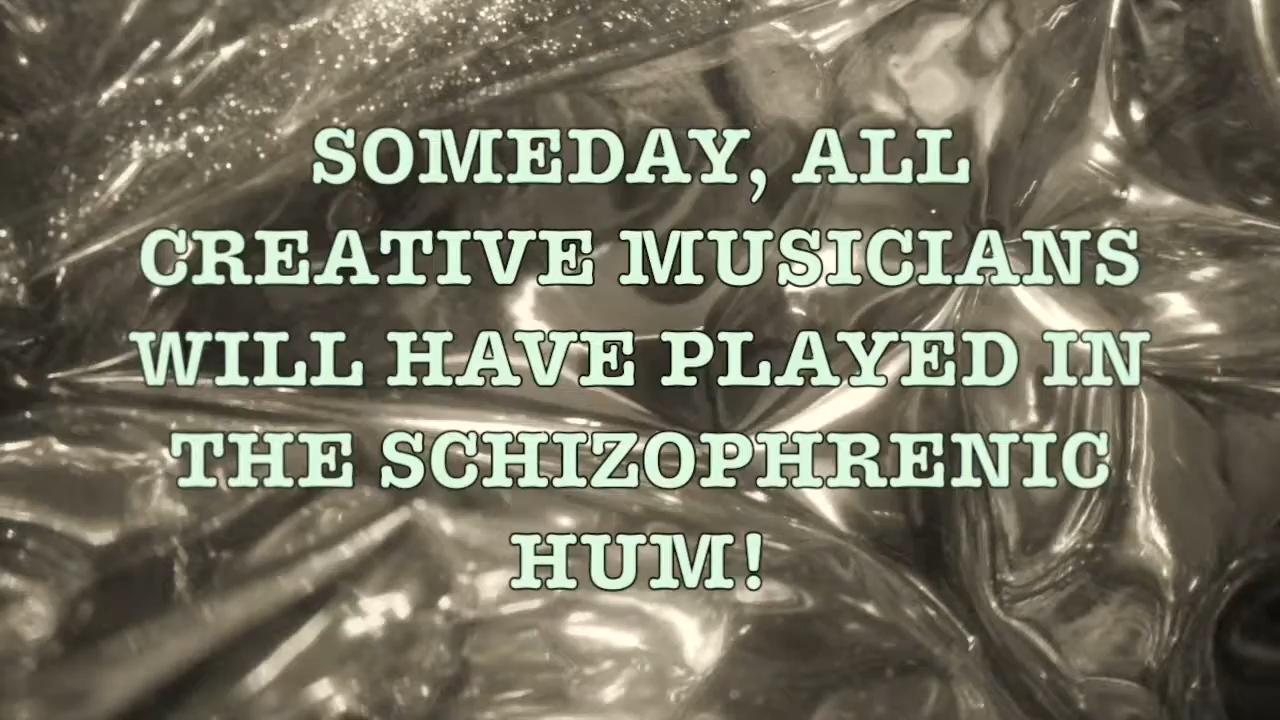 SOMEDAY, ALL
CREATIVE MUSICIANS
WILL HAVE PLAYED IN
THE SCHIZOPHRENIC
HUM!